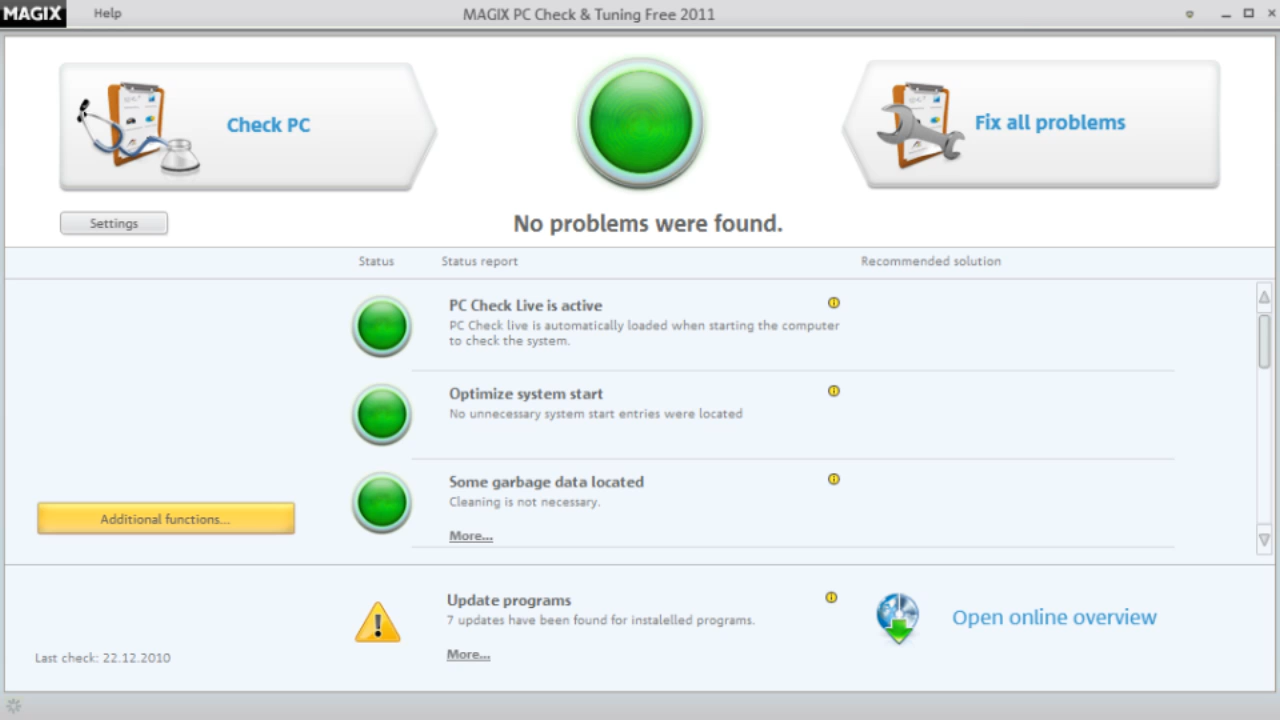 MAGIX
Help
MAGIX PC Check & Tuning Free 2011
Check PC
Fix all problems
Settings
No problems were found.
Status
Status report
Recommended solution
PC Check Live is active
PC Check live is automatically loaded when starting the computer
to check the system.
Optimize system start
No unnecessary system start entries were located
Some garbage data located
Cleaning is not necessary.
More...
Additional functions...
Update programs
7 updates have been found for instalelled programs.
More...
Open online overview
Last check: 22.12.2010